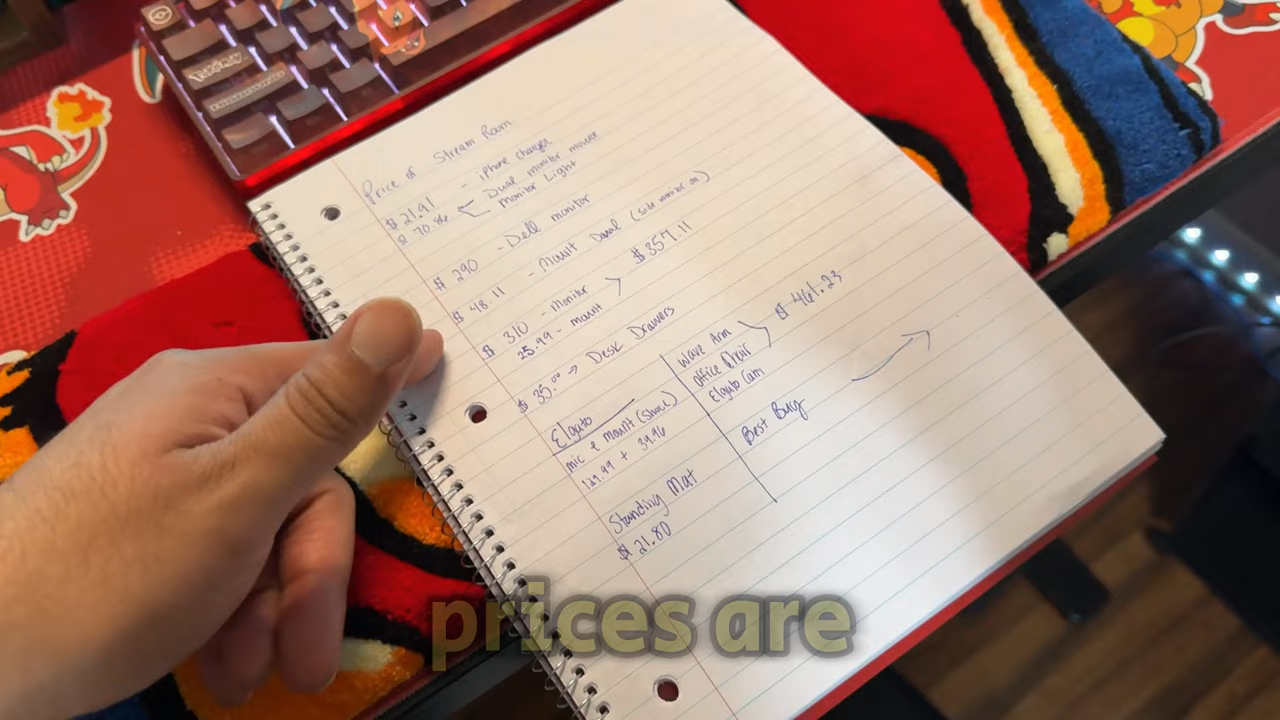 Pokémon
Price of Stream Room
$21.91 - iPhone charger
$70.86 - Dual monitor mount
Monitor Light
$290 - Dell monitor
$48.11 - Mount Dual (side monitor on)
$310 - Monitor
25.99 - mount > $357.11
$35.00 → Desk Drawers
Elgato
mic & mount (Shure)
129.99 + 39.96
Wave Arm
Office Chair
Elgato Cam
$461.23
Best Buy
Standing Mat
$21.80
prices are